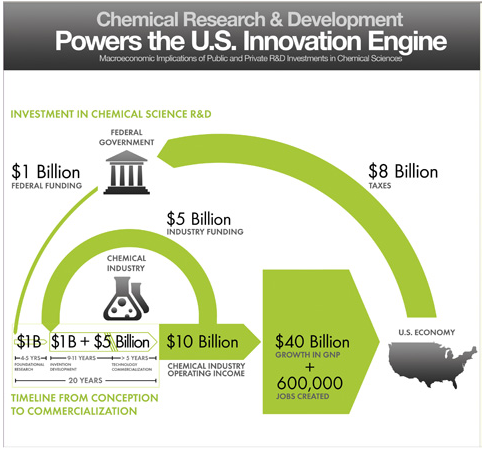 Chemical Research & Development
Powers the U.S. Innovation Engine
Macroeconomic Implications of Public and Private R&D Investments in Chemical Sciences
INVESTMENT IN CHEMICAL SCIENCE R&D
FEDERAL
GOVERNMENT
$1 Billion
FEDERAL FUNDING
$8 Billion
TAXES
$5 Billion
INDUSTRY FUNDING
CHEMICAL
INDUSTRY
$1B
$1B + $5 Billion
4-5 YRS
FOUNDATIONAL
RESEARCH
9-11 YEARS
INVENTION
DEVELOPMENT
> 5 YEARS
TECHNOLOGY
COMMERCIALIZATION
20 YEARS
$10 Billion
CHEMICAL INDUSTRY
OPERATING INCOME
$40 Billion
GROWTH IN GNP
+
600,000
JOBS CREATED
U.S. ECONOMY
TIMELINE FROM CONCEPTION
TO COMMERCIALIZATION